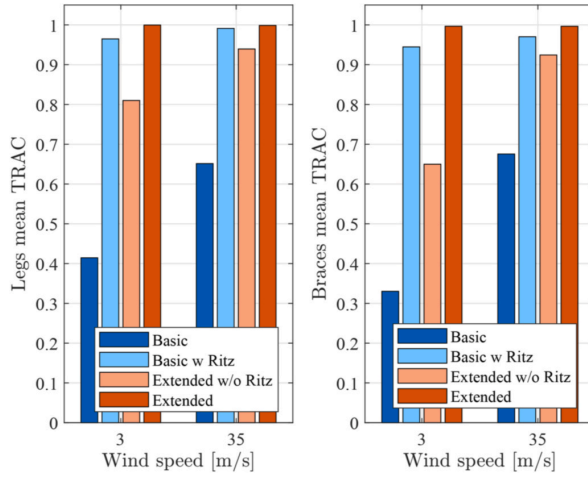 Legs mean TRAC
1
0.9
0.8
0.7
0.6
0.5
0.4
0.3
0.2
0.1
0
Basic
Basic w Ritz
Extended w/o Ritz
Extended
3 35
Wind speed [m/s]
Braces mean TRAC
1
0.9
0.8
0.7
0.6
0.5
0.4
0.3
0.2
0.1
0
Basic
Basic w Ritz
Extended w/o Ritz
Extended
3 35
Wind speed [m/s]